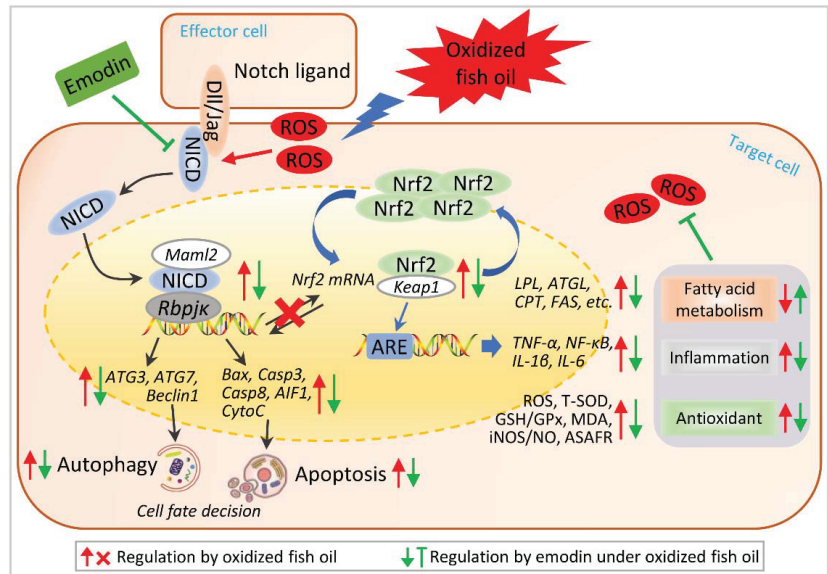 Effector cell
Notch ligand
Oxidized
fish oil
Emodin
Dll/Jag
NICD
ROS
ROS
Target cell
NICD
Nrf2
Nrf2
Nrf2
Nrf2
ROS
ROS
Maml2
NICD
Rbpjκ
Nrf2 mRNA
Nrf2
Keap1
ARE
LPL, ATGL,
CPT, FAS, etc.
TNF-α, NF-κB,
IL-1β, IL-6
ROS, T-SOD,
GSH/GPx, MDA,
iNOS/NO, ASAFR
Fatty acid
metabolism
Inflammation
Antioxidant
ATG3, ATG7,
Beclin1
Bax, Casp3,
Casp8, AIF1,
CytoC
Autophagy
Apoptosis
Cell fate decision
Regulation by oxidized fish oil
Regulation by emodin under oxidized fish oil